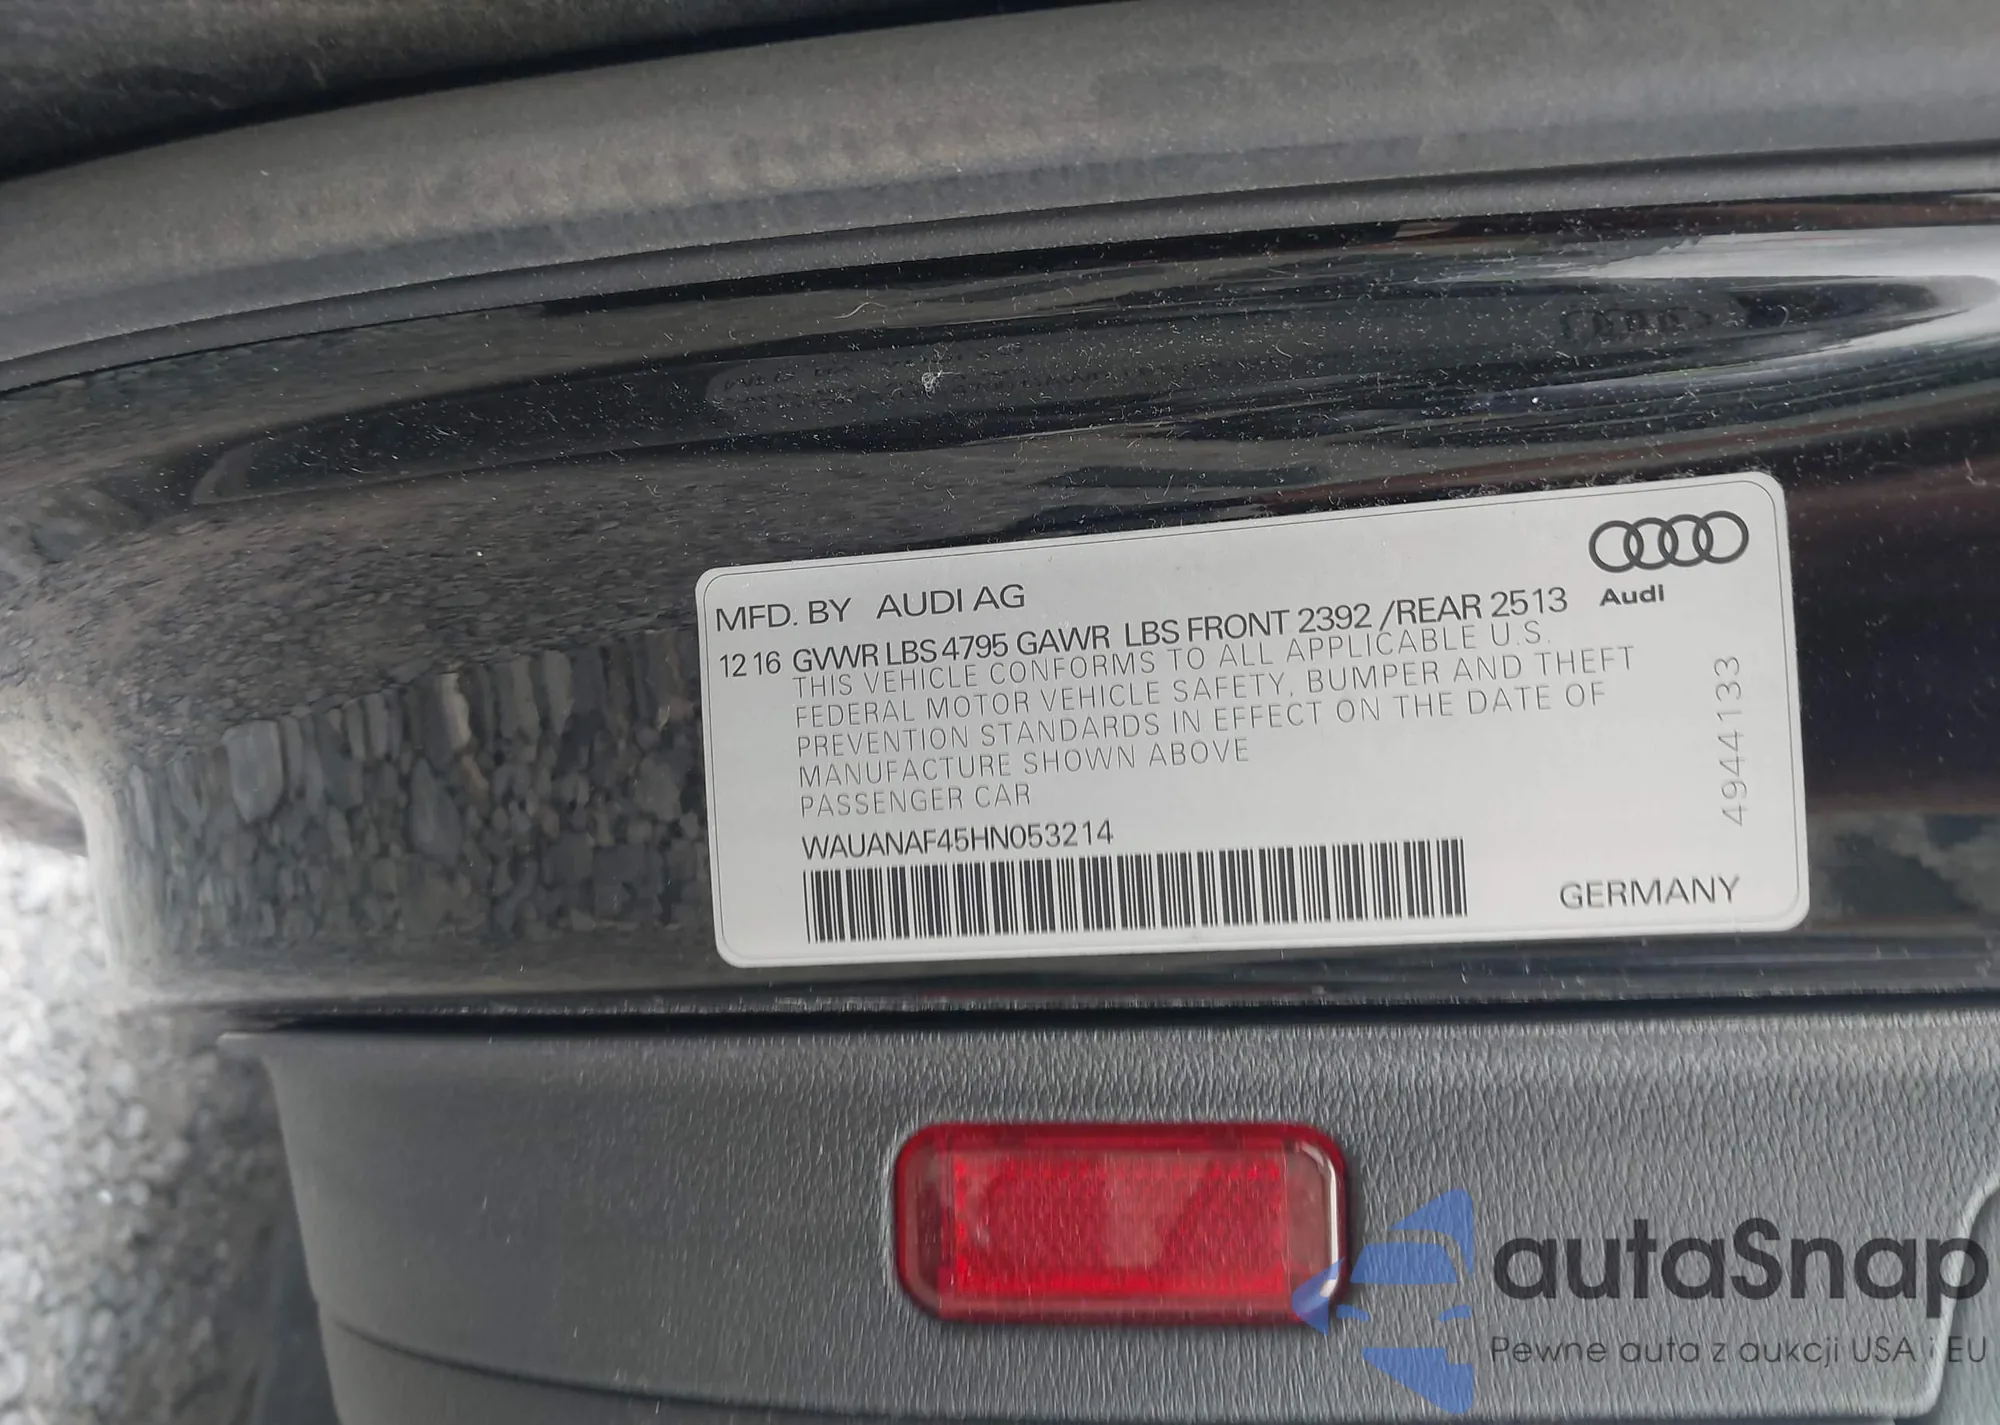 MFD. BY AUDI AG
Audi
12 16 GVWR LBS 4795 GAWR LBS FRONT 2392 /REAR 2513
THIS VEHICLE CONFORMS TO ALL APPLICABLE U.S.
FEDERAL MOTOR VEHICLE SAFETY, BUMPER AND THEFT
PREVENTION STANDARDS IN EFFECT ON THE DATE OF
MANUFACTURE SHOWN ABOVE
PASSENGER CAR
WAUANAF45HN053214
4944133
GERMANY
autaSnap
Pewne auta z aukcji USA i EU